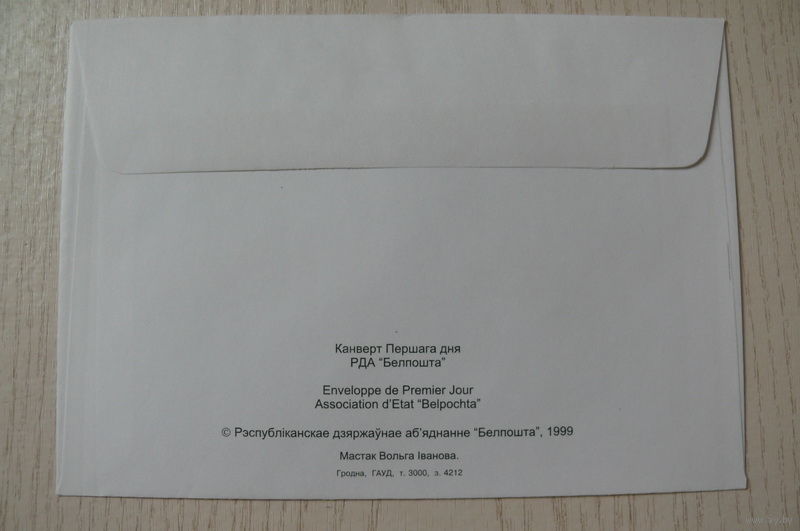 Канверт Першага дня
РДА “Белпошта”
Enveloppe de Premier Jour
Association d’Etat “Belpochta”
© Рэспубліканскае дзяржаўнае аб’яднанне “Белпошта”, 1999
Мастак Вольга Іванова.
Гродна, ГАУД, т. 3000, з. 4212